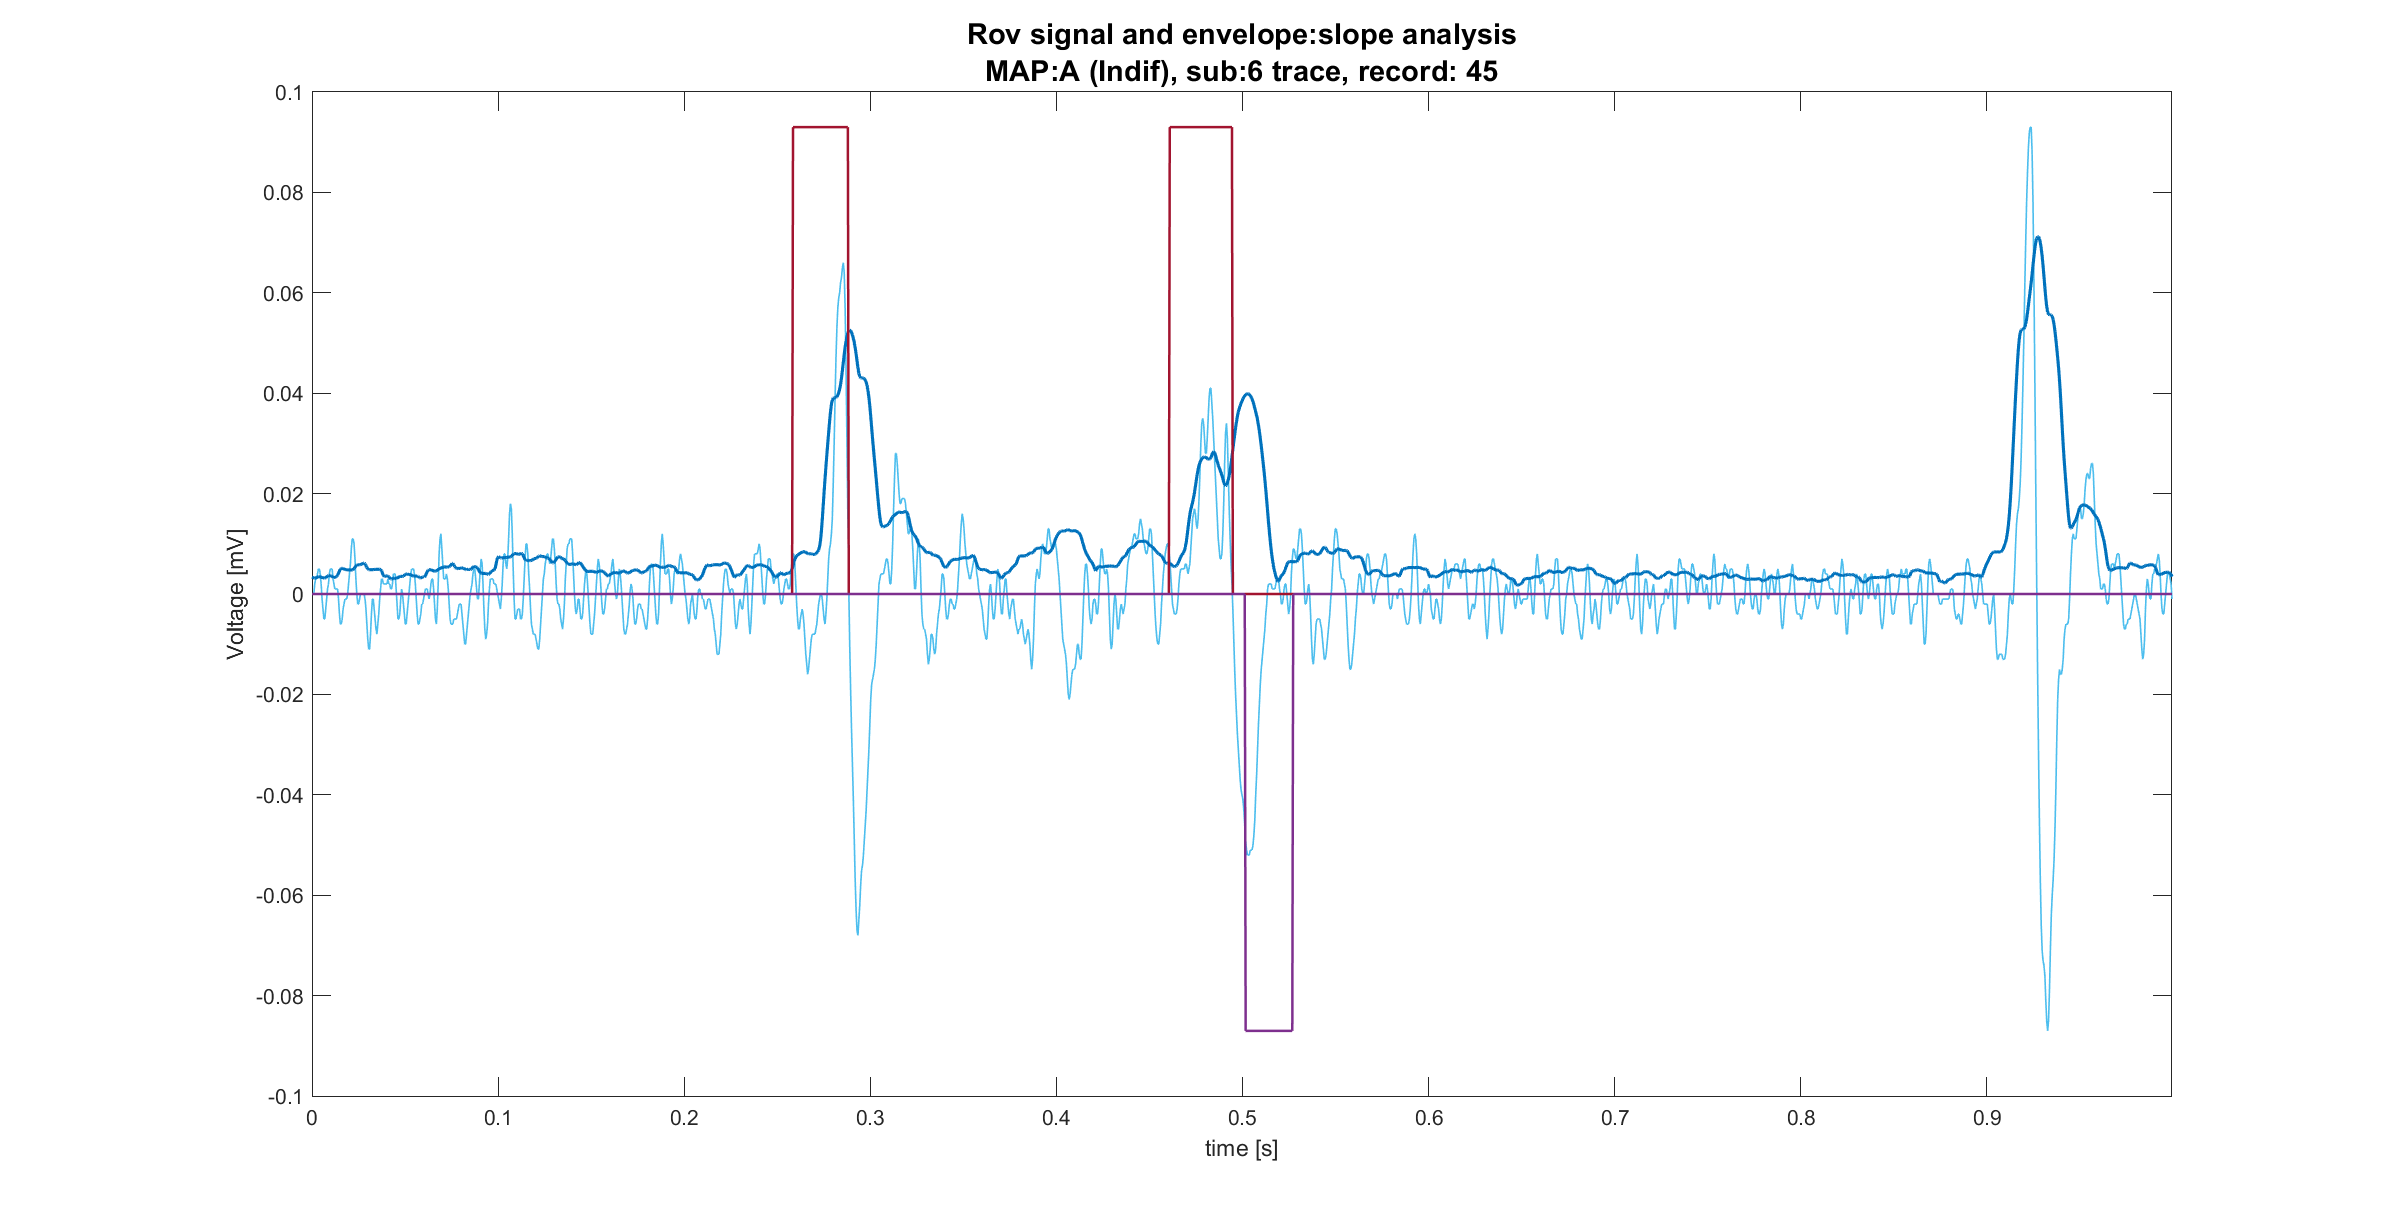 Rov signal and envelope:slope analysis
MAP:A (Indif), sub:6 trace, record: 45
0.1
0.08
0.06
0.04
0.02
0
-0.02
-0.04
-0.06
-0.08
-0.1
Voltage [mV]
0 0.1 0.2 0.3 0.4 0.5 0.6 0.7 0.8 0.9
time [s]